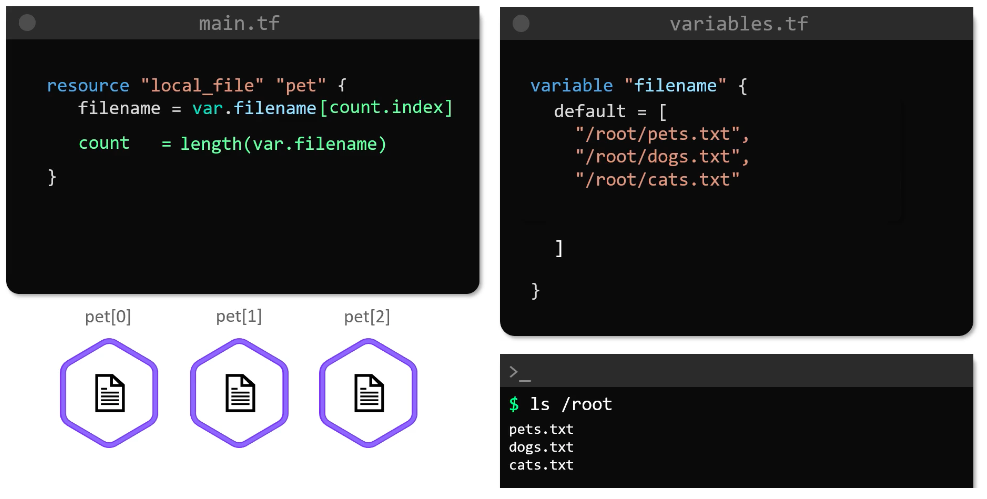 main.tf
resource "local_file" "pet" {
filename = var.filename[count.index]
count = length(var.filename)
}
pet[0] pet[1] pet[2]
variables.tf
variable "filename" {
default = [
"/root/pets.txt",
"/root/dogs.txt",
"/root/cats.txt"
]
}
>_
$ ls /root
pets.txt
dogs.txt
cats.txt